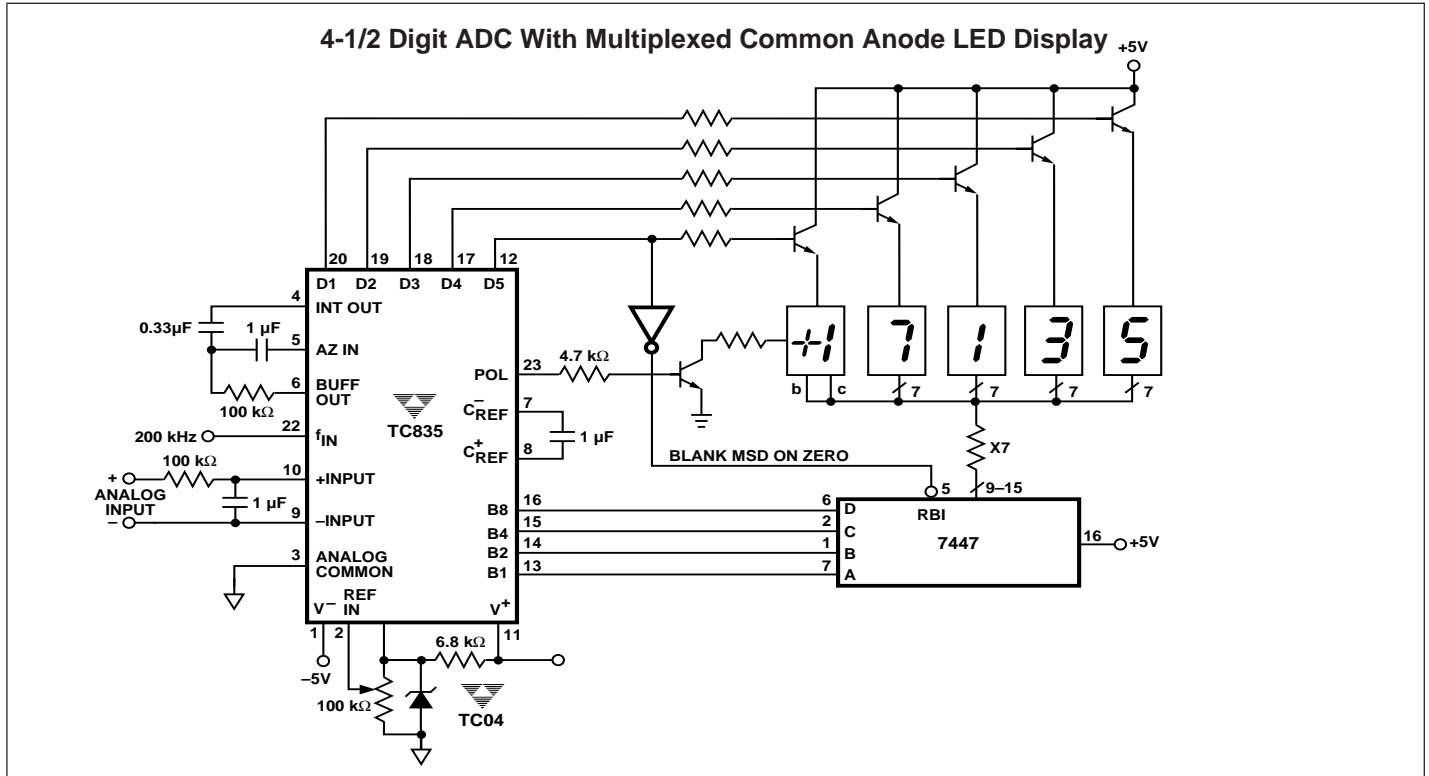 4-1/2 Digit ADC With Multiplexed Common Anode LED Display
+5V
20 19 18 17 12
D1 D2 D3 D4 D5
4 INT OUT
0.33µF
1 µF
5 AZ IN
6 BUFF OUT
100 kΩ
200 kHz
22 fIN
100 kΩ
10 +INPUT
+ ANALOG INPUT –
1 µF
9 –INPUT
3 ANALOG COMMON
V– REF IN V+
1 2 11
–5V
100 kΩ
6.8 kΩ
TC04
TC835
POL 23
4.7 kΩ
C–REF 7
C+REF 8
1 µF
B8 16
B4 15
B2 14
B1 13
+1 7 1 3 5
b c 7 7 7 7
X7
BLANK MSD ON ZERO
5 9–15
RBI
7447
6 D
2 C
1 B
7 A
16 +5V